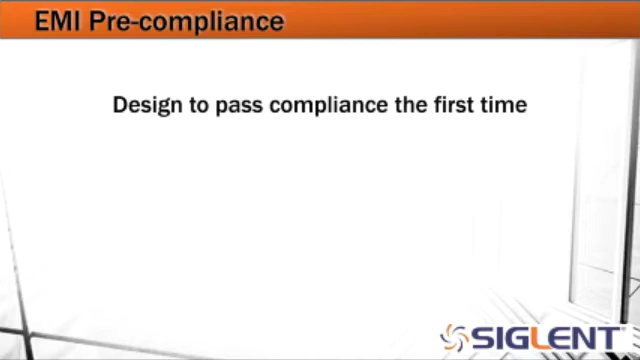 EMI Pre-compliance
Design to pass compliance the first time
SIGLENT